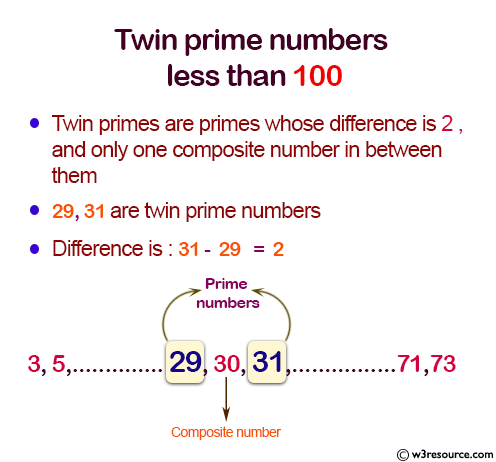 Twin prime numbers
less than 100
Twin primes are primes whose difference is 2 ,
and only one composite number in between
them
29, 31 are twin prime numbers
Difference is : 31 - 29 = 2
Prime
numbers
3, 5,.............. 29, 30, 31,................71,73
Composite number
© w3resource.com